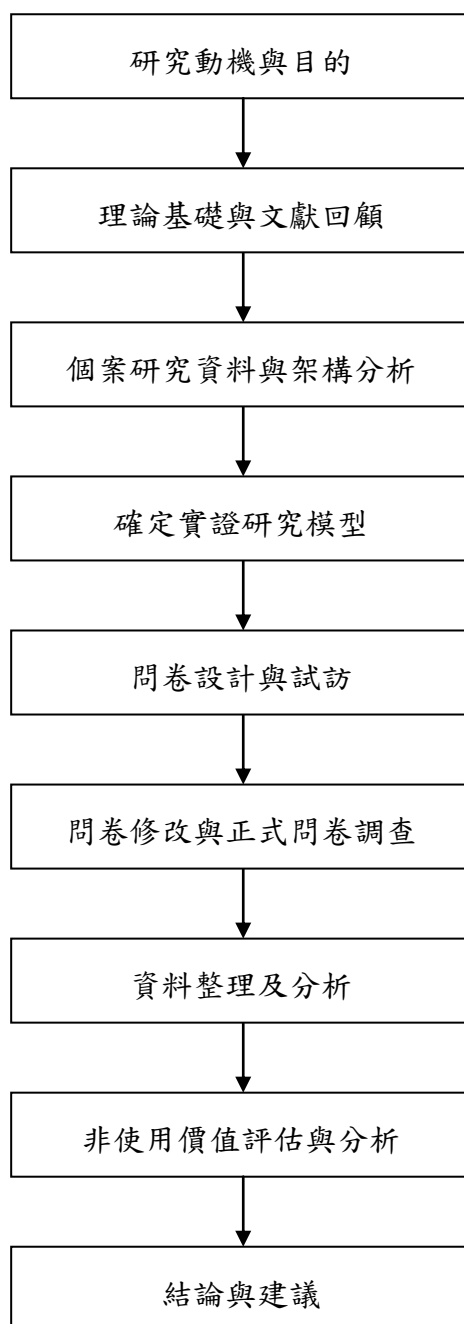 研究動機與目的
理論基礎與文獻回顧
個案研究資料與架構分析
確定實證研究模型
問卷設計與試訪
問卷修改與正式問卷調查
資料整理及分析
非使用價值評估與分析
結論與建議